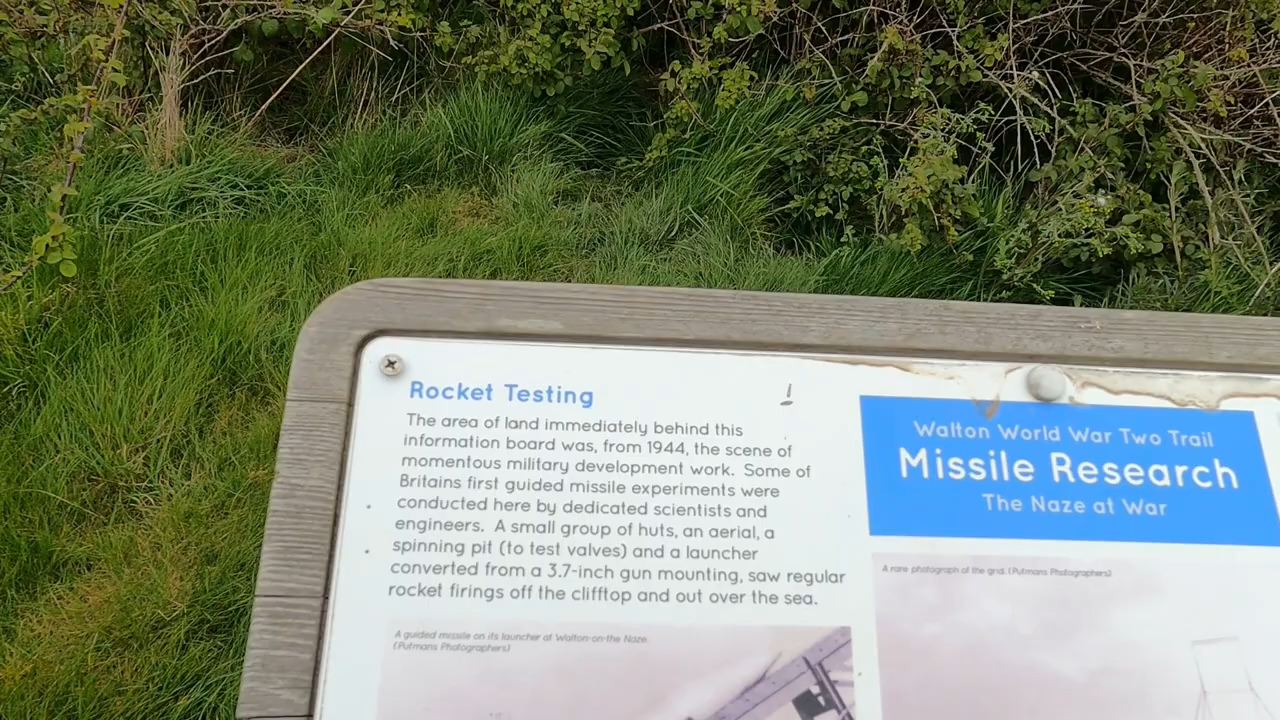 Rocket Testing
The area of land immediately behind this
information board was, from 1944, the scene of
momentous military development work. Some of
Britains first guided missile experiments were
conducted here by dedicated scientists and
engineers. A small group of huts, an aerial, a
spinning pit (to test valves) and a launcher
converted from a 3.7-inch gun mounting, saw regular
rocket firings off the clifftop and out over the sea.
A guided missile on its launcher at Walton-on-the Naze.
(Putmans Photographers)
Walton World War Two Trail
Missile Research
The Naze at War
A rare photograph of the grid. (Putmans Photographers)